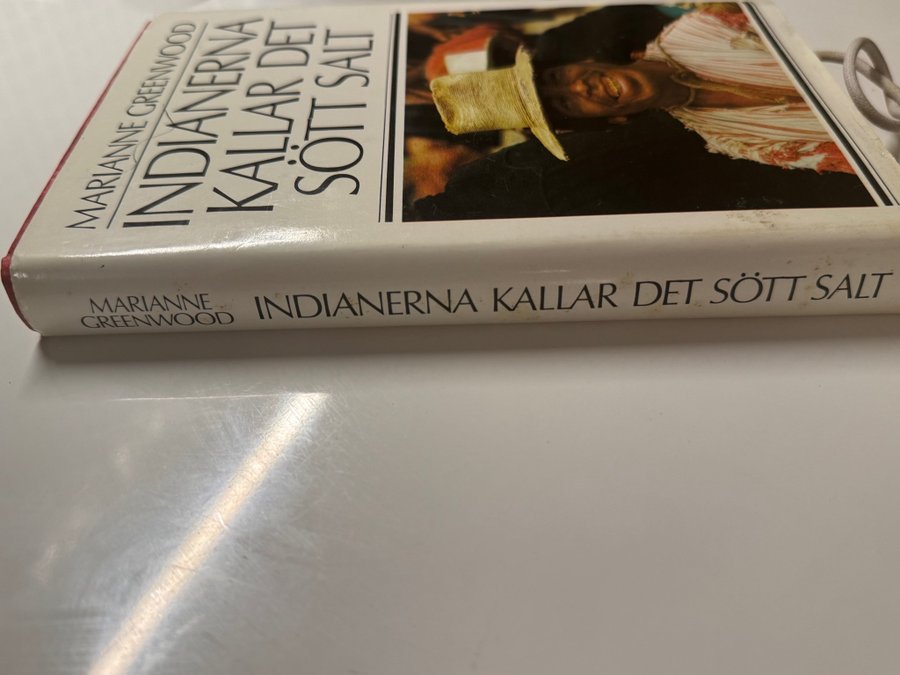 MARIANNE GREENWOOD
INDIANERNA
KALLAR DET
SÖTT SALT
MARIANNE
GREENWOOD
INDIANERNA KALLAR DET SÖTT SALT